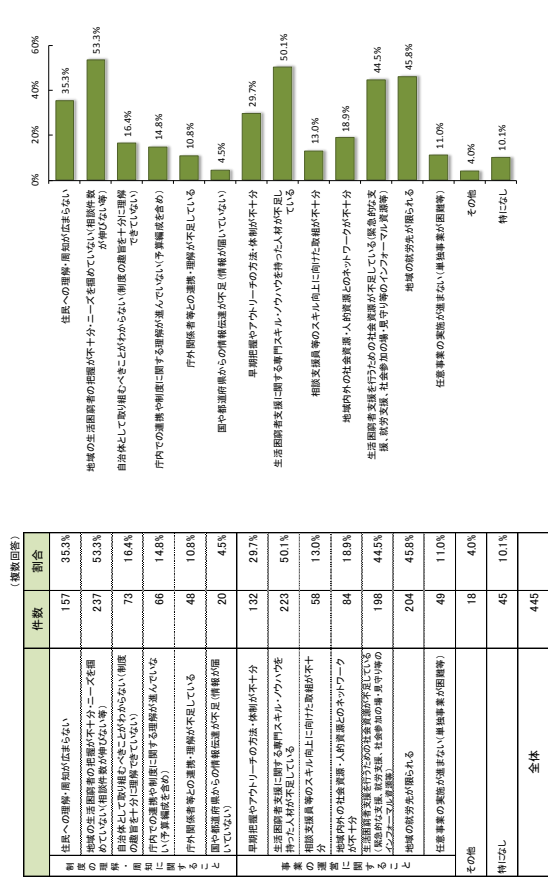 (複数回答)
件数 割合
制度の理解・周知に関すること
住民への理解・周知が広まらない 157 35.3%
地域の生活困窮者の把握が不十分・ニーズを掴
めていない(相談件数が伸びない等) 237 53.3%
自治体として取り組むべきことがわからない(制度
の趣旨を十分に理解できていない) 73 16.4%
庁内での連携や制度に関する理解が進んでいな
い(予算編成を含め) 66 14.8%
庁外関係者等との連携・理解が不足している 48 10.8%
国や都道府県からの情報伝達が不足(情報が届
いていない) 20 4.5%
事業の運営に関すること
早期把握やアウトリーチの方法・体制が不十分 132 29.7%
生活困窮者支援に関する専門スキル・ノウハウを
持った人材が不足している 223 50.1%
相談支援員等のスキル向上に向けた取組が不十
分 58 13.0%
地域内外の社会資源・人的資源とのネットワーク
が不十分 84 18.9%
生活困窮者支援を行うための社会資源が不足している
(緊急的な支援、就労支援、社会参加の場・見守り等の
インフォーマル資源等) 198 44.5%
地域の就労先が限られる 204 45.8%
任意事業の実施が進まない(単独事業が困難等) 49 11.0%
その他 18 4.0%
特になし 45 10.1%
全体 445
0% 20% 40% 60%
住民への理解・周知が広まらない 35.3%
地域の生活困窮者の把握が不十分・ニーズを掴めていない(相談件数
が伸びない等) 53.3%
自治体として取り組むべきことがわからない(制度の趣旨を十分に理解
できていない) 16.4%
庁内での連携や制度に関する理解が進んでいない(予算編成を含め) 14.8%
庁外関係者等との連携・理解が不足している 10.8%
国や都道府県からの情報伝達が不足(情報が届いていない) 4.5%
早期把握やアウトリーチの方法・体制が不十分 29.7%
生活困窮者支援に関する専門スキル・ノウハウを持った人材が不足し
ている 50.1%
相談支援員等のスキル向上に向けた取組が不十分 13.0%
地域内外の社会資源・人的資源とのネットワークが不十分 18.9%
生活困窮者支援を行うための社会資源が不足している(緊急的な支
援、就労支援、社会参加の場・見守り等のインフォーマル資源等) 44.5%
地域の就労先が限られる 45.8%
任意事業の実施が進まない(単独事業が困難等) 11.0%
その他 4.0%
特になし 10.1%